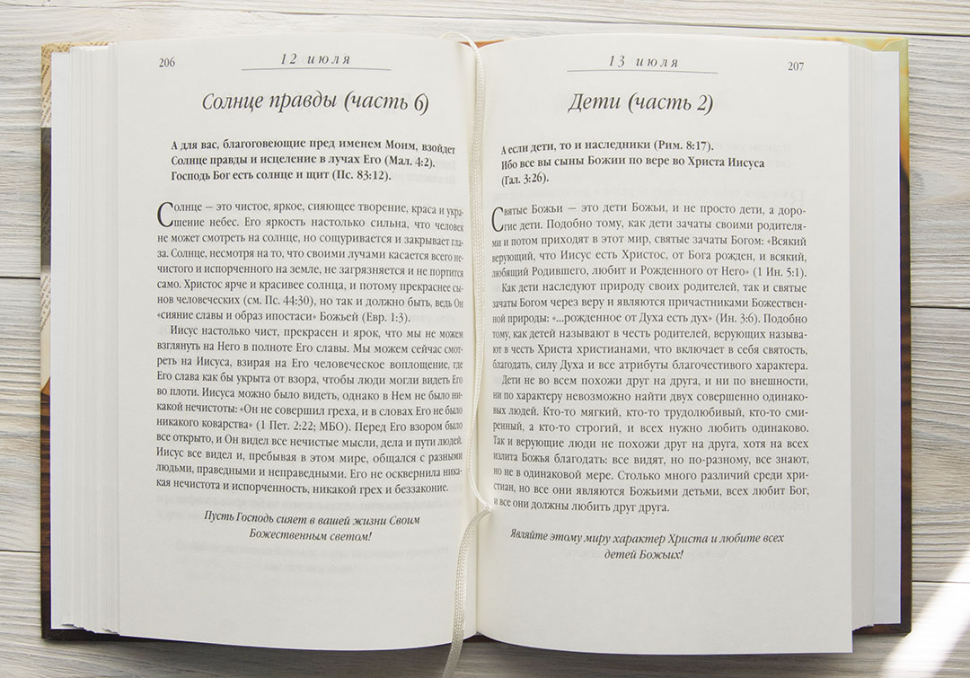 206
12 июля
Солнце правды (часть 6)
А для вас, благоговеющие пред именем Моим, взойдет
Солнце правды и исцеление в лучах Его (Мал. 4:2).
Господь Бог есть солнце и щит (Пс. 83:12).
Солнце — это чистое, яркое, сияющее творение, краса и укра-
шение небес. Его яркость настолько сильна, что человек
не может смотреть на солнце, но сощуривается и закрывает гла-
за. Солнце, несмотря на то, что своими лучами касается всего не-
чистого и испорченного на земле, не загрязняется и не портится
само. Христос ярче и красивее солнца, и потому прекраснее сы-
нов человеческих (см. Пс. 44:30), но так и должно быть, ведь Он
«сияние славы и образ ипостаси» Божьей (Евр. 1:3).
Иисус настолько чист, прекрасен и ярок, что мы не можем
взглянуть на Него в полноте Его славы. Мы можем сейчас смот-
реть на Иисуса, взирая на Его человеческое воплощение, где
Его слава как бы укрыта от взора, чтобы люди могли видеть Его
во плоти. Иисуса можно было видеть, однако в Нем не было ни-
какой нечистоты: «Он не совершил греха, и в словах Его не было
никакого коварства» (1 Пет. 2:22; МБО). Перед Его взором было
все открыто, и Он видел все нечистые мысли, дела и пути людей.
Иисус все видел и, пребывая в этом мире, общался с разными
людьми, праведными и неправедными. Его не осквернила ника-
кая нечистота и испорченность, никакой грех и беззаконие.
Пусть Господь сияет в вашей жизни Своим
Божественным светом!
13 июля
207
Дети (часть 2)
А если дети, то и наследники (Рим. 8:17).
Ибо все вы сыны Божии по вере во Христа Иисуса
(Гал. 3:26).
Святые Божьи — это дети Божьи, и не просто дети, а доро-
гие дети. Подобно тому, как дети зачаты своими родителя-
ми и потом приходят в этот мир, святые зачаты Богом: «Всякий
верующий, что Иисус есть Христос, от Бога рожден, и всякий,
любящий Родившего, любит и Рожденного от Него» (1 Ин. 5:1).
Как дети наследуют природу своих родителей, так и святые
зачаты Богом через веру и являются причастниками Божествен-
ной природы: «...рожденное от Духа есть дух» (Ин. 3:6). Подобно
тому, как детей называют в честь родителей, верующих называ-
ют в честь Христа христианами, что включает в себя святость,
благодать, силу Духа и все атрибуты благочестивого характера.
Дети не во всем похожи друг на друга, и ни по внешности,
ни по характеру невозможно найти двух совершенно одинако-
вых людей. Кто-то мягкий, кто-то трудолюбивый, кто-то сми-
ренный, а кто-то строгий, и всех нужно любить одинаково.
Так и верующие люди не похожи друг на друга, хотя на всех
излита Божья благодать: все видят, но по-разному, все знают,
но не в одинаковой мере. Столько много различий среди хри-
стиан, но все они являются Божьими детьми, всех любит Бог,
и все они должны любить друг друга.
Являйте этому миру характер Христа и любите всех
детей Божьих!